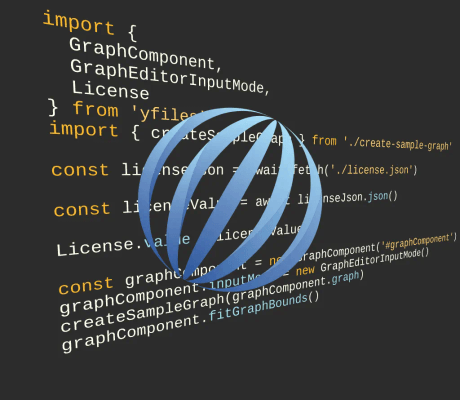 import {
GraphComponent,
GraphEditorInputMode,
License
} from 'yfiles
import { createSampleGraph } from './create-sample-graph'
const licenseJson = await fetch('./license.json')
const licenseValue = await licenseJson.json()
License.value = licenseValue
const graphComponent = new GraphComponent('#graphComponent')
graphComponent.inputMode = new GraphEditorInputMode()
createSampleGraph(graphComponent.graph)
graphComponent.fitGraphBounds()